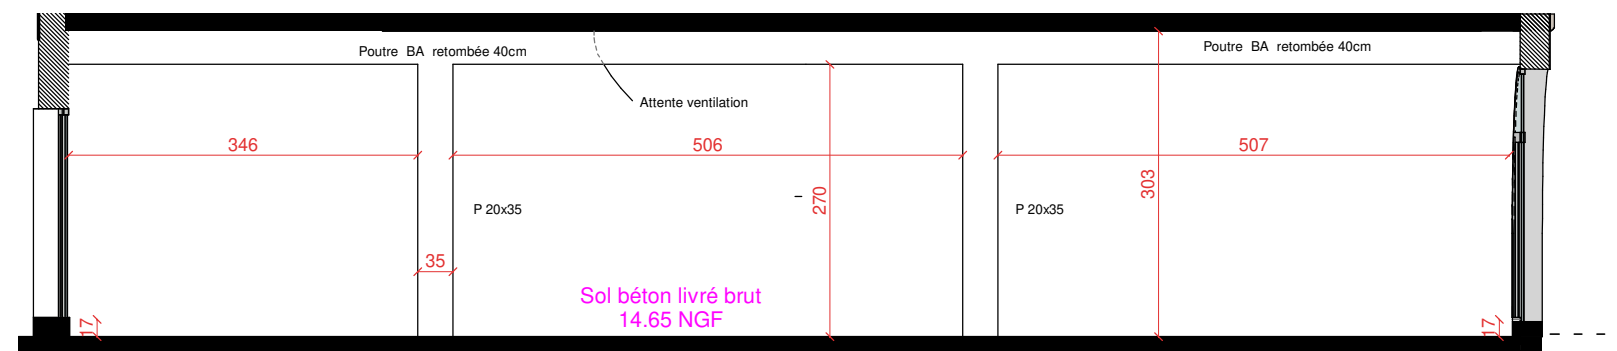 Poutre BA retombée 40cm
Poutre BA retombée 40cm
Attente ventilation
346
506
507
303
270
P 20x35
P 20x35
35
Sol béton livré brut
14.65 NGF
17
17